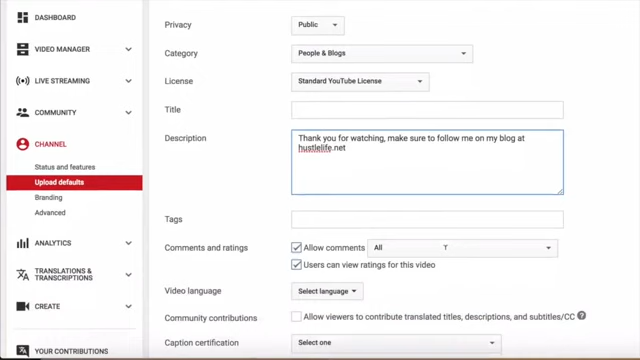 DASHBOARD
VIDEO MANAGER
LIVE STREAMING
COMMUNITY
CHANNEL
Status and features
Upload defaults
Branding
Advanced
ANALYTICS
TRANSLATIONS &
TRANSCRIPTIONS
CREATE
YOUR CONTRIBUTIONS
Privacy Public
Category People & Blogs
License Standard YouTube License
Title
Description Thank you for watching, make sure to follow me on my blog at
hustlelife.net
Tags
Comments and ratings Allow comments All
Users can view ratings for this video
Video language Select language
Community contributions Allow viewers to contribute translated titles, descriptions, and subtitles/CC ?
Caption certification Select one